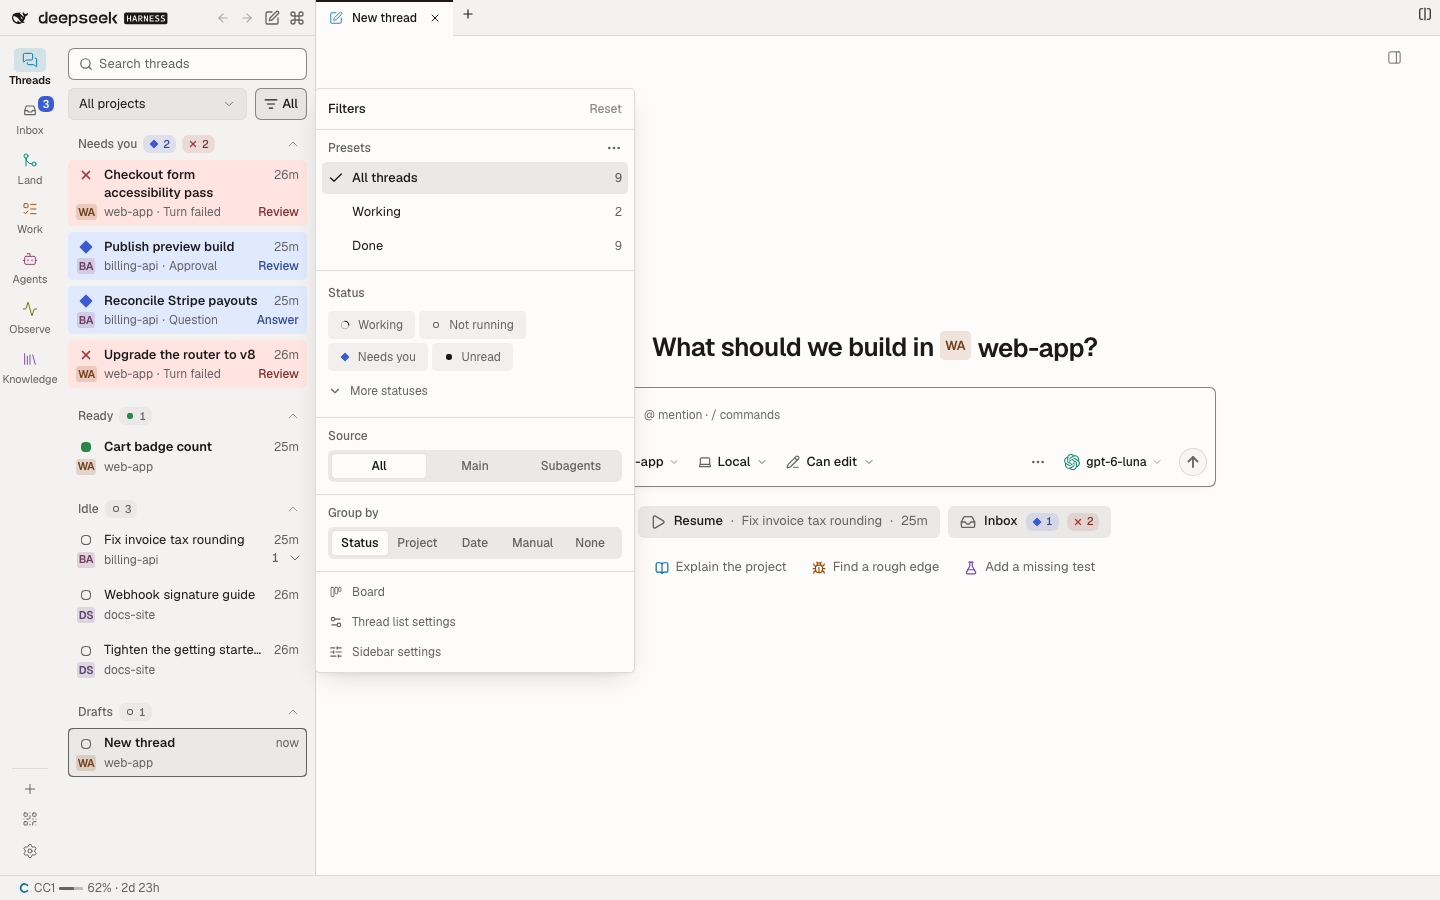 deepseek HARNESS
New thread
Threads
3
Inbox
Land
Work
Agents
Observe
Knowledge
Search threads
All projects
All
Needs you 2 2
Checkout form accessibility pass 26m
WA web-app · Turn failed Review
Publish preview build 25m
BA billing-api · Approval Review
Reconcile Stripe payouts 25m
BA billing-api · Question Answer
Upgrade the router to v8 26m
WA web-app · Turn failed Review
Ready 1
Cart badge count 25m
WA web-app
Idle 3
Fix invoice tax rounding 25m
BA billing-api 1
Webhook signature guide 26m
DS docs-site
Tighten the getting starte... 26m
DS docs-site
Drafts 1
New thread now
WA web-app
Filters Reset
Presets
All threads 9
Working 2
Done 9
Status
Working Not running
Needs you Unread
More statuses
Source
All Main Subagents
Group by
Status Project Date Manual None
Board
Thread list settings
Sidebar settings
What should we build in WA web-app?
@ mention · / commands
-app Local Can edit gpt-6-luna
Resume · Fix invoice tax rounding · 25m Inbox 1 2
Explain the project Find a rough edge Add a missing test
CC1 62% · 2d 23h